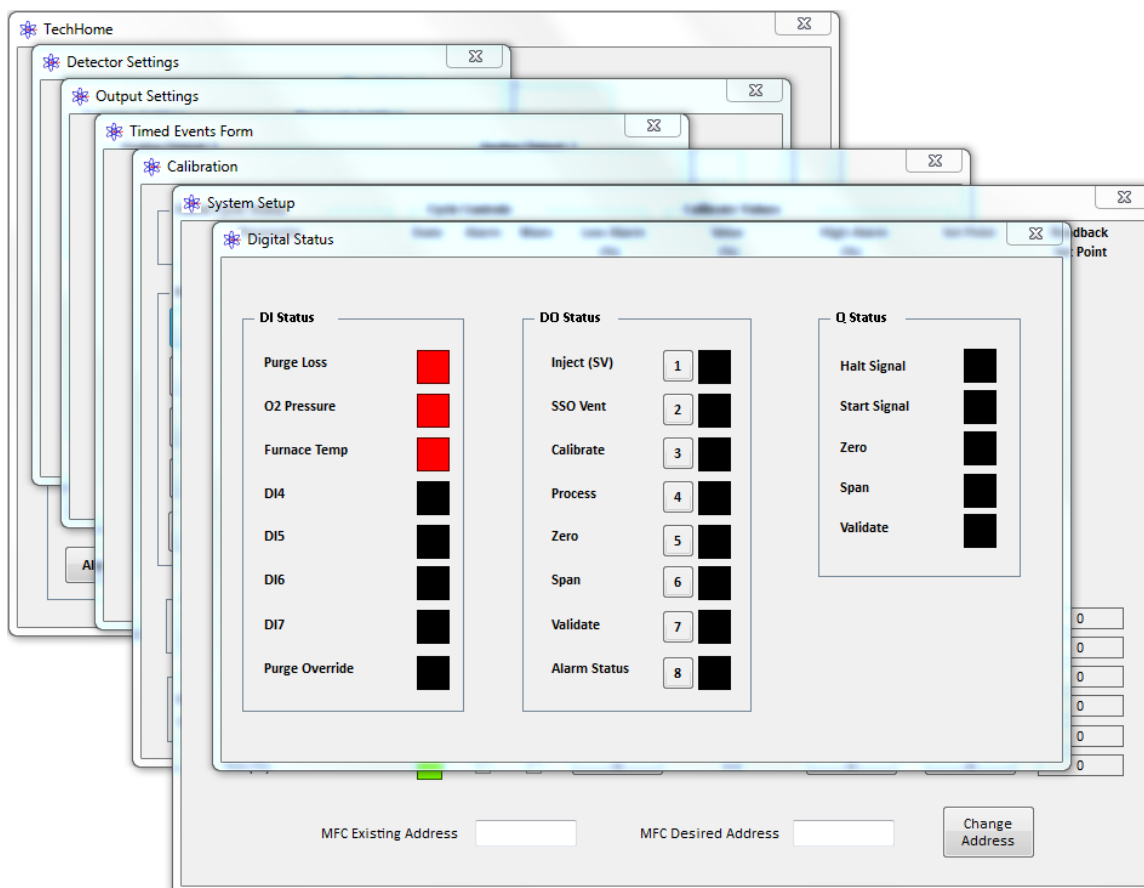 TechHome
Detector Settings
Output Settings
Timed Events Form
Calibration
System Setup
Digital Status
DI Status
Purge Loss
O2 Pressure
Furnace Temp
DI4
DI5
DI6
DI7
Purge Override
DO Status
Inject (SV) 1
SSO Vent 2
Calibrate 3
Process 4
Zero 5
Span 6
Validate 7
Alarm Status 8
Q Status
Halt Signal
Start Signal
Zero
Span
Validate
Point
0
0
0
0
0
0
MFC Existing Address
MFC Desired Address
Change
Address